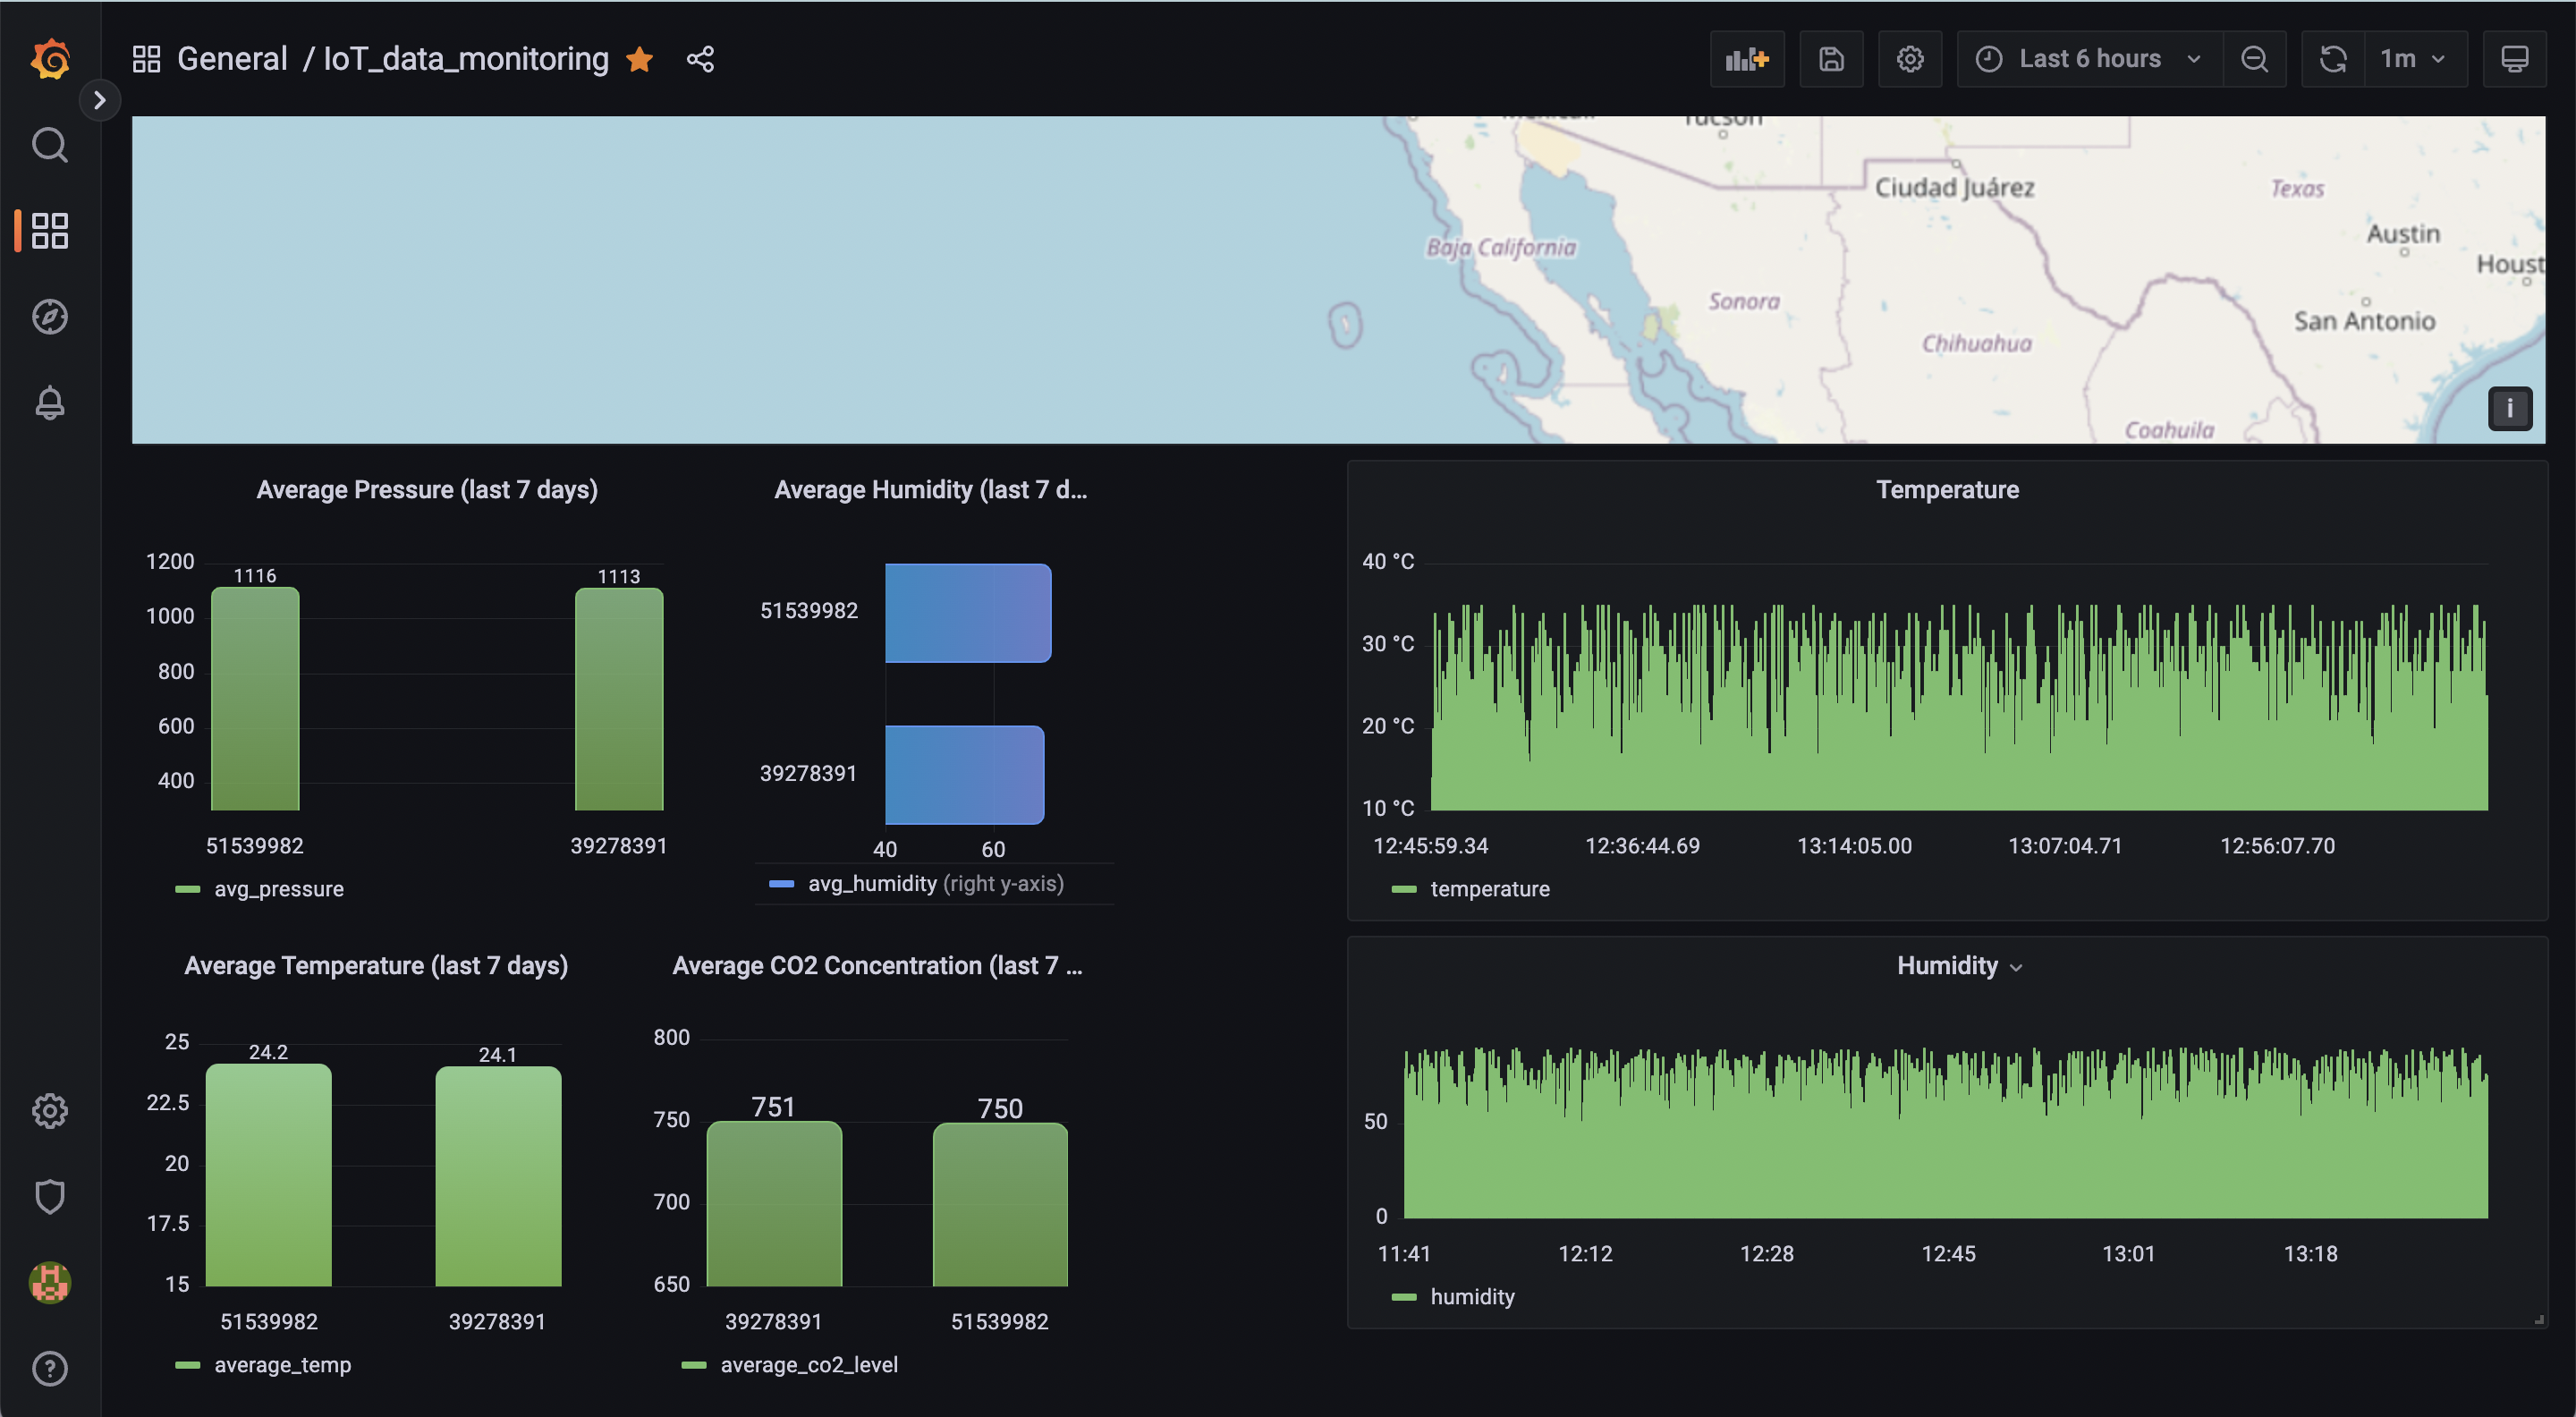 General / IoT_data_monitoring
Last 6 hours
1m
Tucson
Ciudad Juárez
Texas
Austin
Houst
Baja California
Sonora
San Antonio
Chihuahua
Coahuila
i
Average Pressure (last 7 days)
1200
1000
800
600
400
1116
1113
51539982
39278391
avg_pressure
Average Humidity (last 7 d...
51539982
39278391
40
60
avg_humidity (right y-axis)
Temperature
40 °C
30 °C
20 °C
10 °C
12:45:59.34
12:36:44.69
13:14:05.00
13:07:04.71
12:56:07.70
temperature
Average Temperature (last 7 days)
25
22.5
20
17.5
15
24.2
24.1
51539982
39278391
average_temp
Average CO2 Concentration (last 7 ...
800
750
700
650
751
750
39278391
51539982
average_co2_level
Humidity
50
0
11:41
12:12
12:28
12:45
13:01
13:18
humidity
?